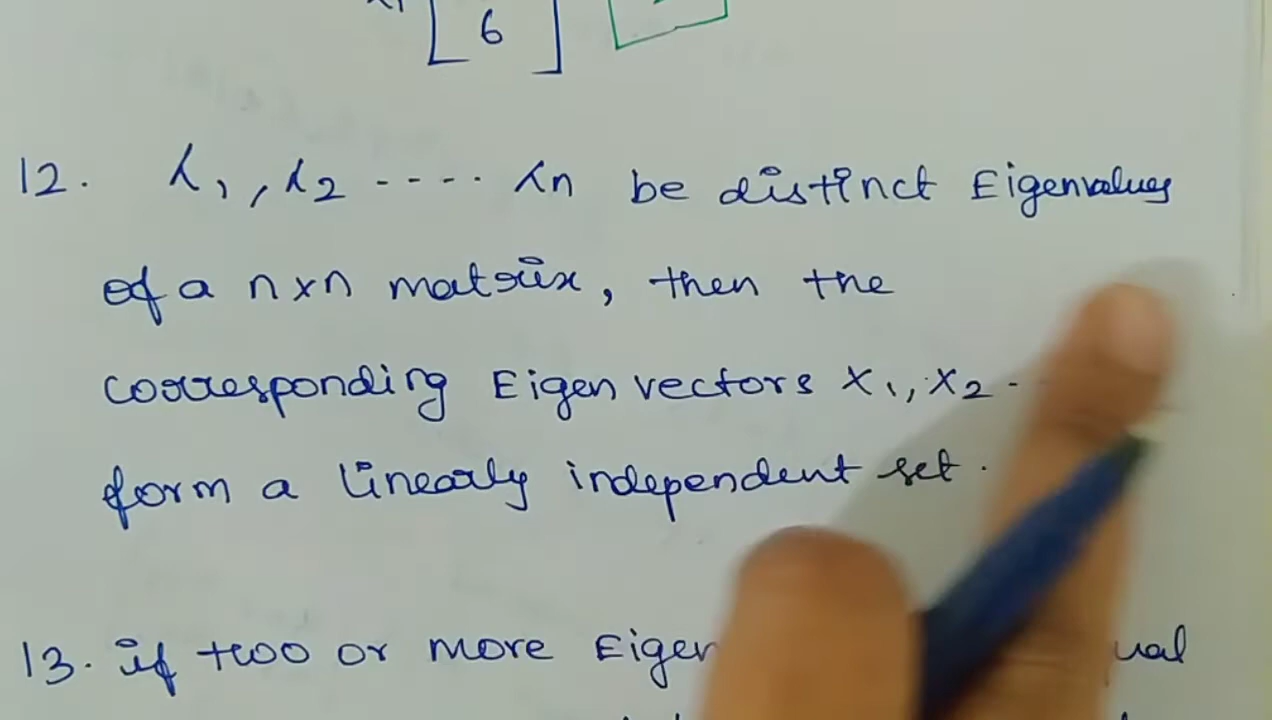 6
12. λ1, λ2 ---- λn be distinct Eigenvalues
of a n×n matrix, then the
corresponding Eigen vectors X1, X2 -
form a linearly independent set.
13. if two or more